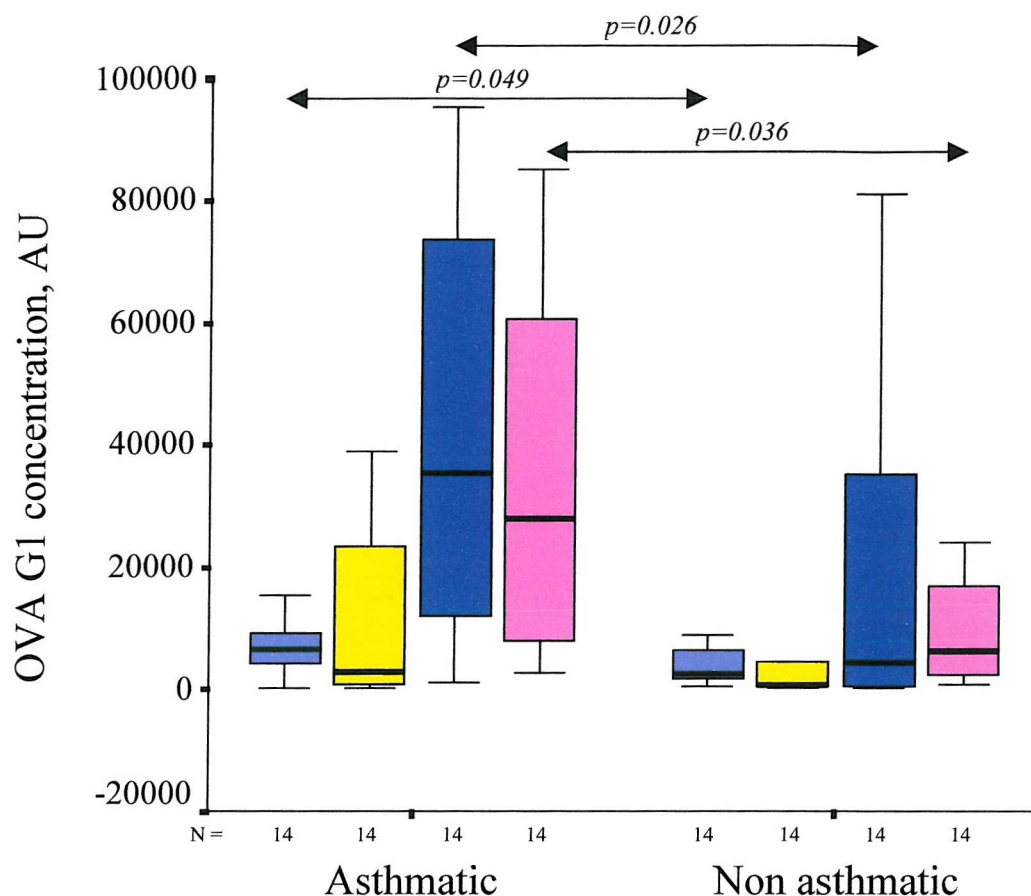 p=0.026
p=0.049
p=0.036
OVA G1 concentration, AU
100000
80000
60000
40000
20000
0
-20000
N = 14 14 14 14 14 14 14 14
Asthmatic Non asthmatic